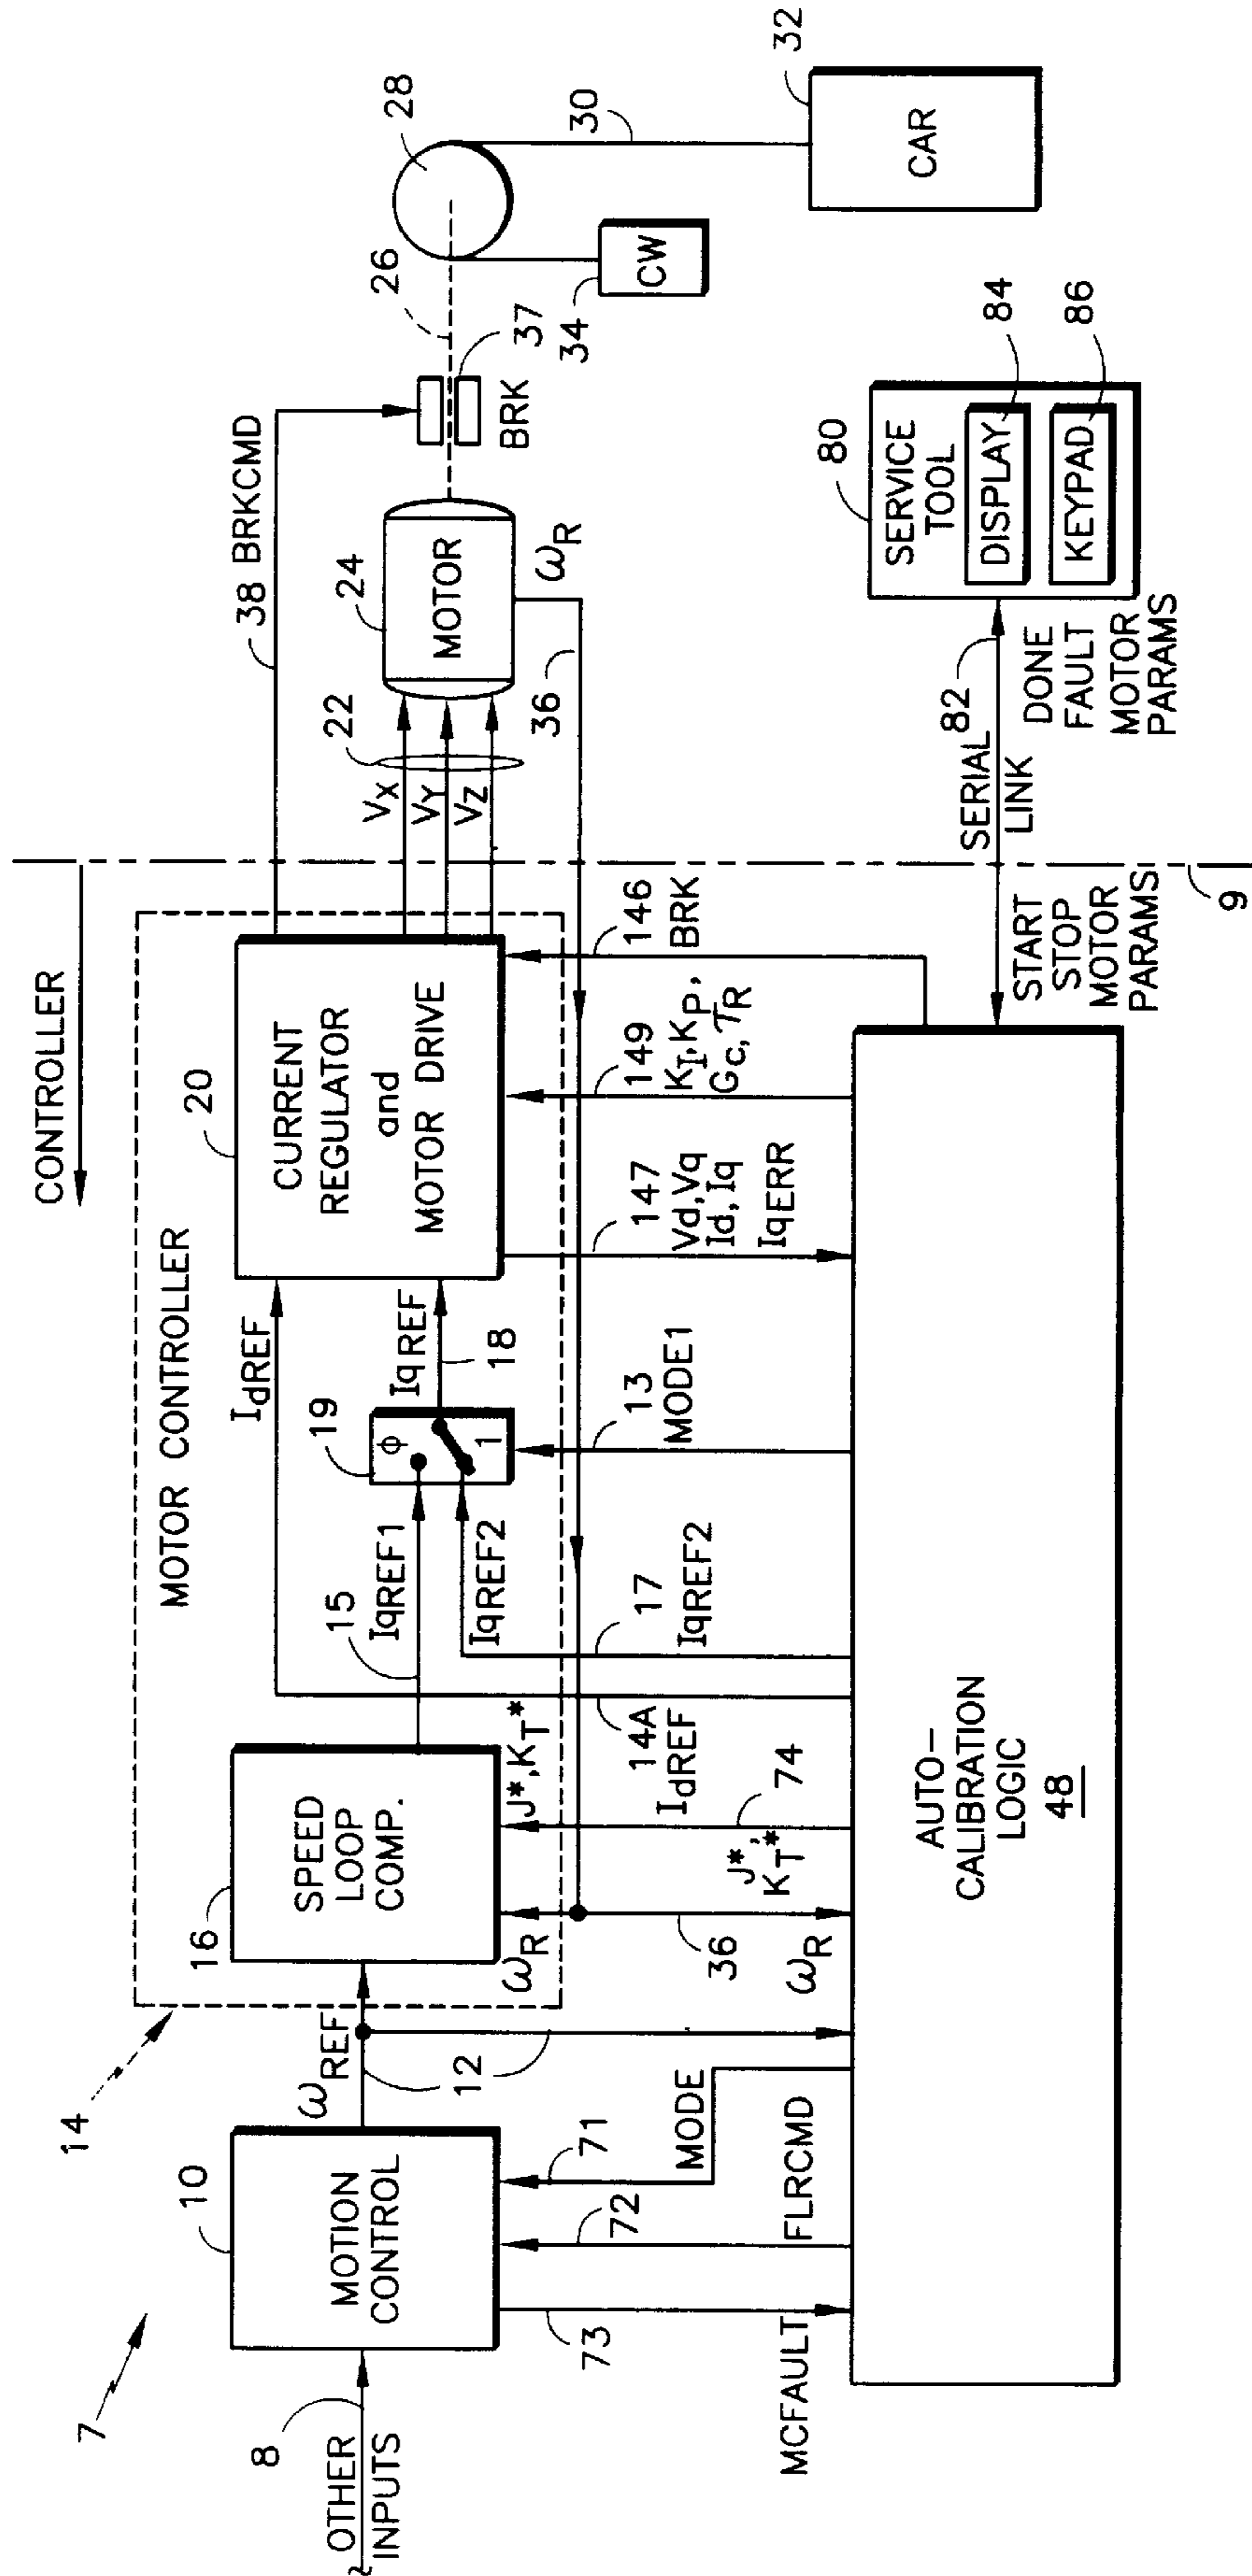 CONTROLLER
MOTOR CONTROLLER
7
8
OTHER
INPUTS
10
MOTION
CONTROL
14
ωREF
12
16
SPEED
LOOP
COMP.
ωR
J*,KT*
15
IqREF1
IqREF2
IdREF
19
ϕ
1
IqREF
18
20
CURRENT
REGULATOR
and
MOTOR DRIVE
38 BRKCMD
VX
VY
VZ
22
24
MOTOR
ωR
36
BRK
37
26
28
30
34
CW
32
CAR
73
MCFAULT
72
FLRCMD
71
MODE
36
ωR
J*,
KT*
74
14A
IdREF
17
IqREF2
13
MODE1
147
Vd,Vq
Id,Iq
IqERR
149
KI,KP,
GC,τR
146
BRK
AUTO-
CALIBRATION
LOGIC
48
START
STOP
MOTOR
PARAMS
9
SERIAL
LINK
82
DONE
FAULT
MOTOR
PARAMS
80
SERVICE
TOOL
DISPLAY
84
KEYPAD
86